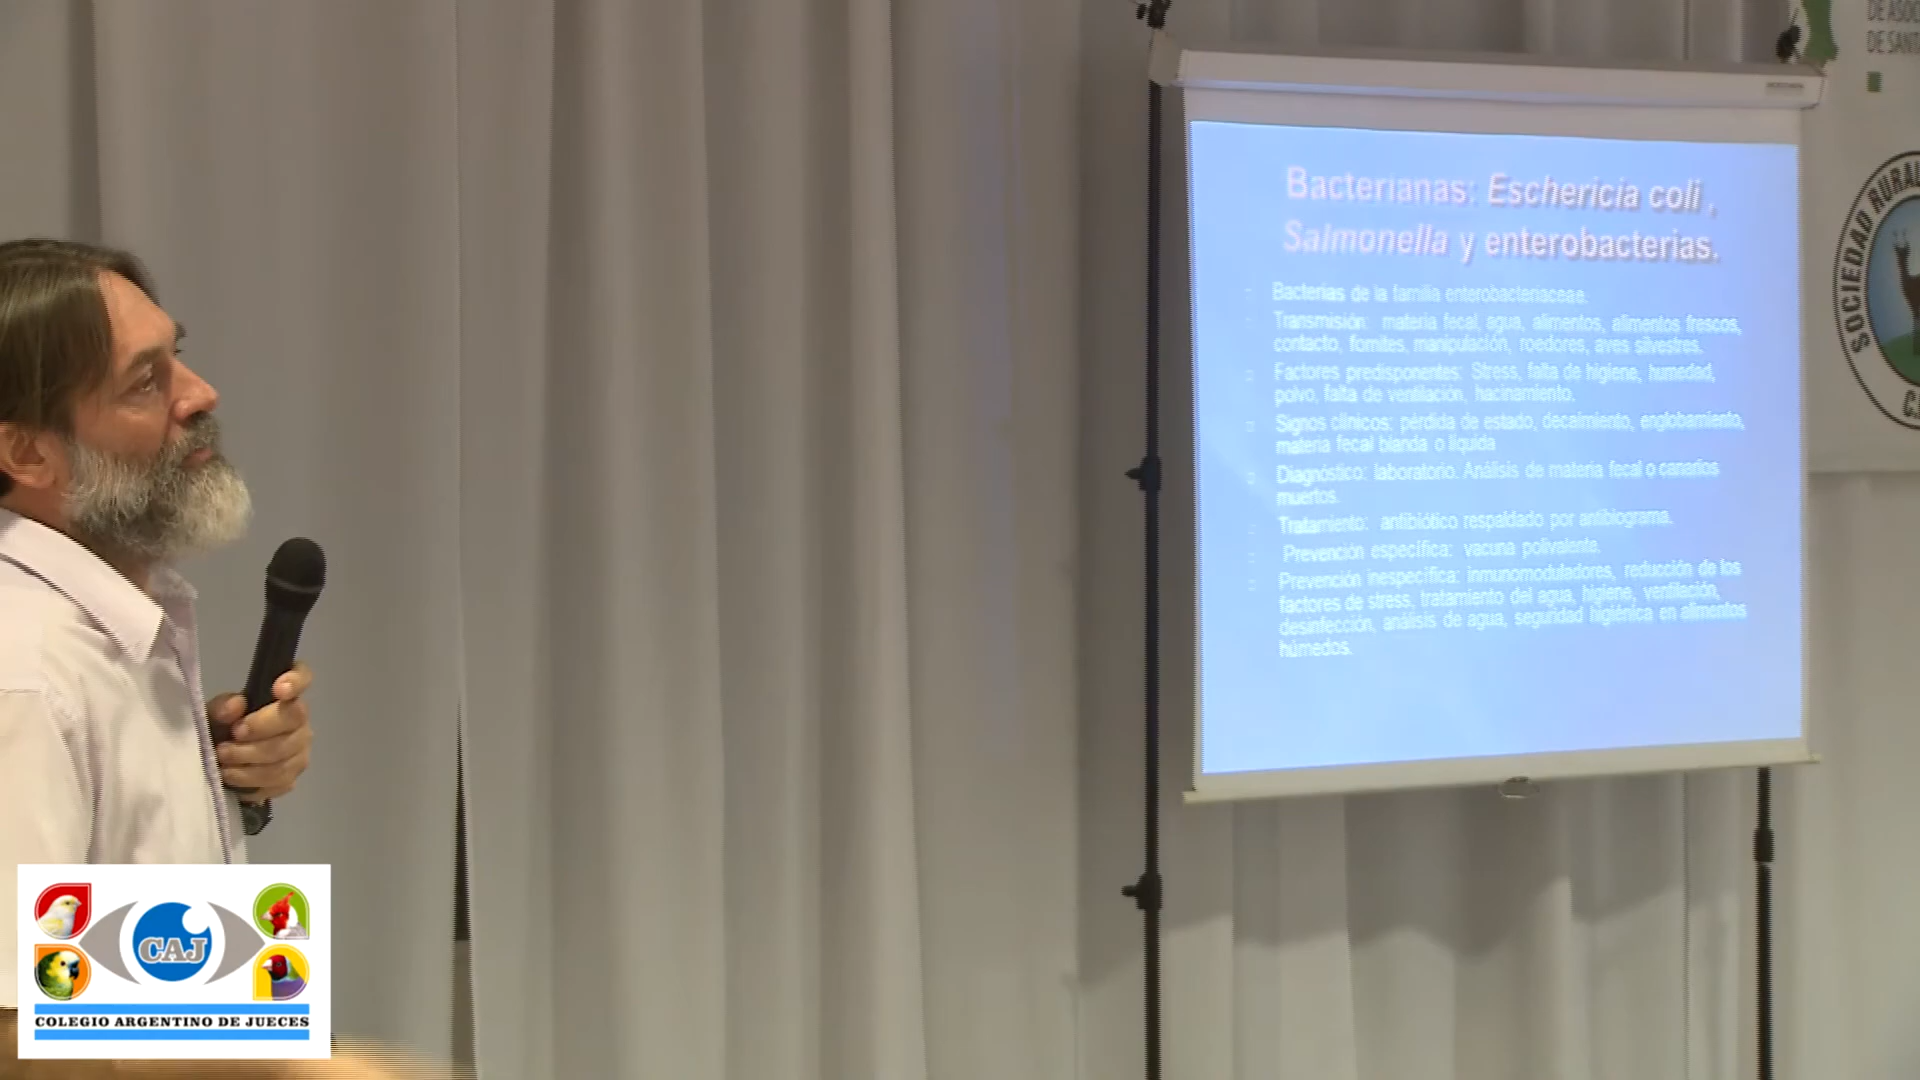 DE ASOC
DE SANT
SOCIEDAD RURAL
Bacterianas: Eschericia coli ,
Salmonella y enterobacterias.
Bacterias de la familia enterobacteriaceae.
Transmisión: materia fecal, agua, alimentos, alimentos frescos,
contacto, fomites, manipulación, roedores, aves silvestres.
Factores predisponentes: Stress, falta de higiene, humedad,
polvo, falta de ventilación, hacinamiento.
Signos clínicos: pérdida de estado, decaimiento, englobamiento,
materia fecal blanda o líquida
Diagnóstico: laboratorio. Análisis de materia fecal o canarios
muertos.
Tratamiento: antibiótico respaldado por antibiograma.
Prevención específica: vacuna polivalente.
Prevención inespecífica: inmunomoduladores, reducción de los
factores de stress, tratamiento del agua, higiene, ventilación,
desinfección, análisis de agua, seguridad higiénica en alimentos
húmedos.
CAJ
COLEGIO ARGENTINO DE JUECES